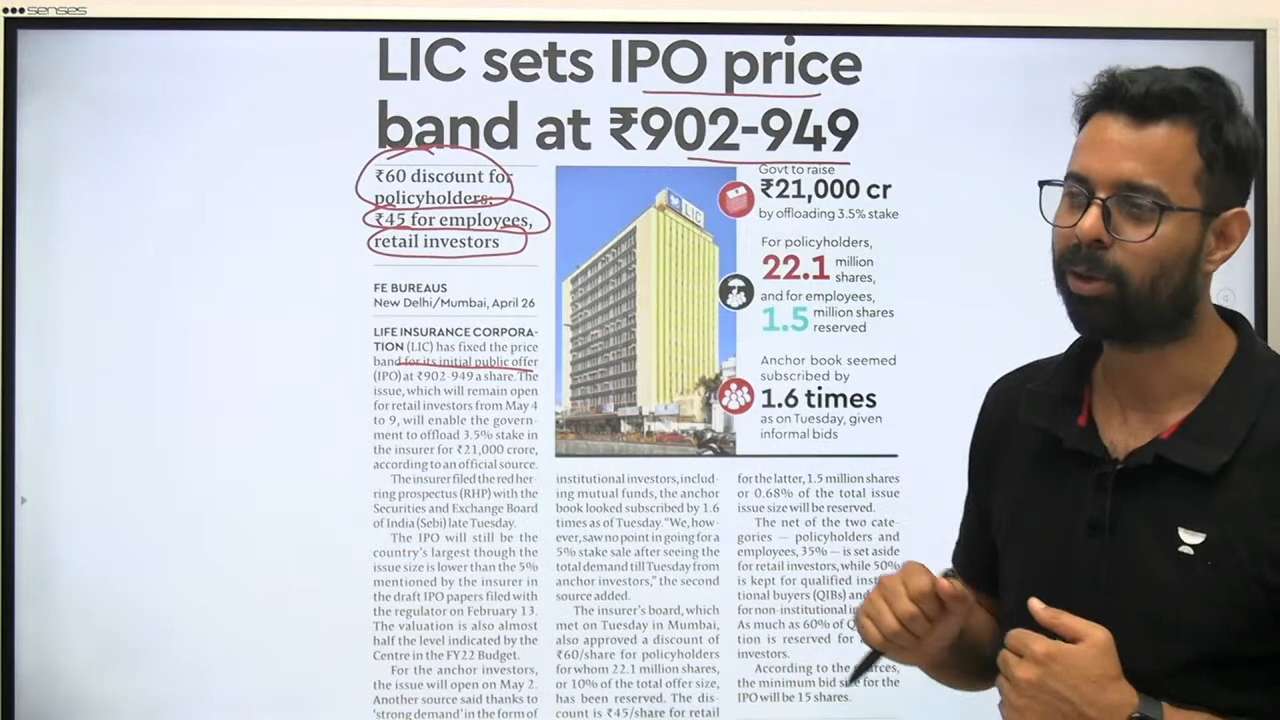 senses
LIC sets IPO price
band at ₹902-949
₹60 discount for
policyholders;
₹45 for employees,
retail investors
FE BUREAUS
New Delhi/Mumbai, April 26
LIFE INSURANCE CORPORA-
TION (LIC) has fixed the price
band for its initial public offer
(IPO) at ₹902-949 a share. The
issue, which will remain open
for retail investors from May 4
to 9, will enable the govern-
ment to offload 3.5% stake in
the insurer for ₹21,000 crore,
according to an official source.
The insurer filed the red her-
ring prospectus (RHP) with the
Securities and Exchange Board
of India (Sebi) late Tuesday.
The IPO will still be the
country's largest though the
issue size is lower than the 5%
mentioned by the insurer in
the draft IPO papers filed with
the regulator on February 13.
The valuation is also almost
half the level indicated by the
Centre in the FY22 Budget.
For the anchor investors,
the issue will open on May 2.
Another source said thanks to
'strong demand' in the form of
LIC
Govt to raise
₹21,000 cr
by offloading 3.5% stake
For policyholders,
22.1 million
shares,
and for employees,
1.5 million shares
reserved
Anchor book seemed
subscribed by
1.6 times
as on Tuesday, given
informal bids
institutional investors, includ-
ing mutual funds, the anchor
book looked subscribed by 1.6
times as of Tuesday. "We, how-
ever, saw no point in going for a
5% stake sale after seeing the
total demand till Tuesday from
anchor investors," the second
source added.
The insurer's board, which
met on Tuesday in Mumbai,
also approved a discount of
₹60/share for policyholders
for whom 22.1 million shares,
or 10% of the total offer size,
has been reserved. The dis-
count is ₹45/share for retail
for the latter, 1.5 million shares
or 0.68% of the total issue
size will be reserved.
The net of the two cate-
gories — policyholders and
employees, 35% — is set aside
for retail investors, while 50%
is kept for qualified
tional buyers (QIBs) and
for non-institutional
As much as 60% of
tion is reserved for
investors.
According to the
the minimum bid for the
IPO will be 15 shares.